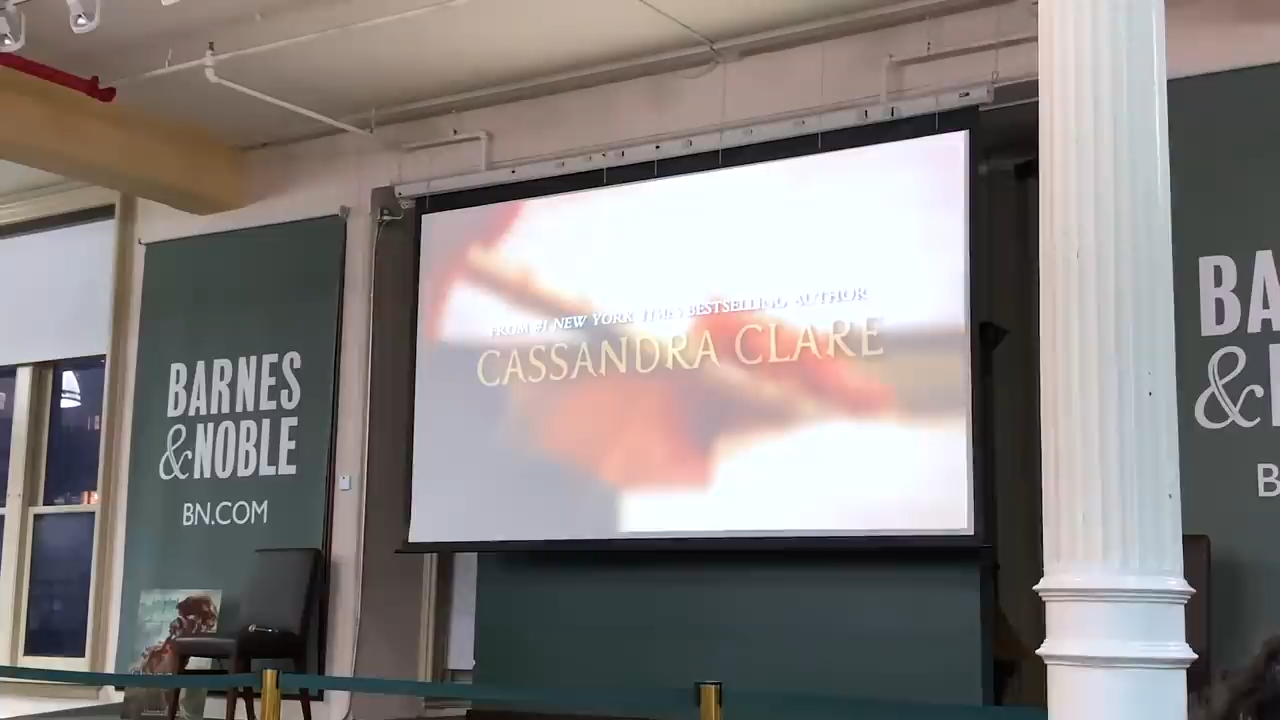 BARNES
&NOBLE
BN.COM
FROM #1 NEW YORK TIMES BESTSELLING AUTHOR
CASSANDRA CLARE
BA
&
B